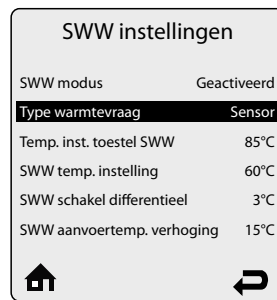 SWW instellingen
SWW modus Geactiveerd
Type warmtevraag Sensor
Temp. inst. toestel SWW 85°C
SWW temp. instelling 60°C
SWW schakel differentieel 3°C
SWW aanvoertemp. verhoging 15°C